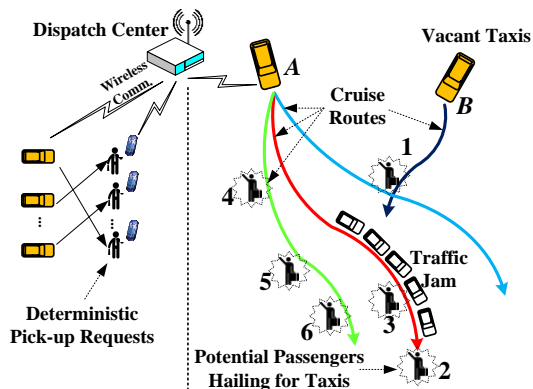 Dispatch Center
Wireless
Comm.
A
Vacant Taxis
B
Cruise
Routes
1
4
Traffic
Jam
5
3
6
Deterministic
Pick-up Requests
Potential Passengers
Hailing for Taxis
2
...
...